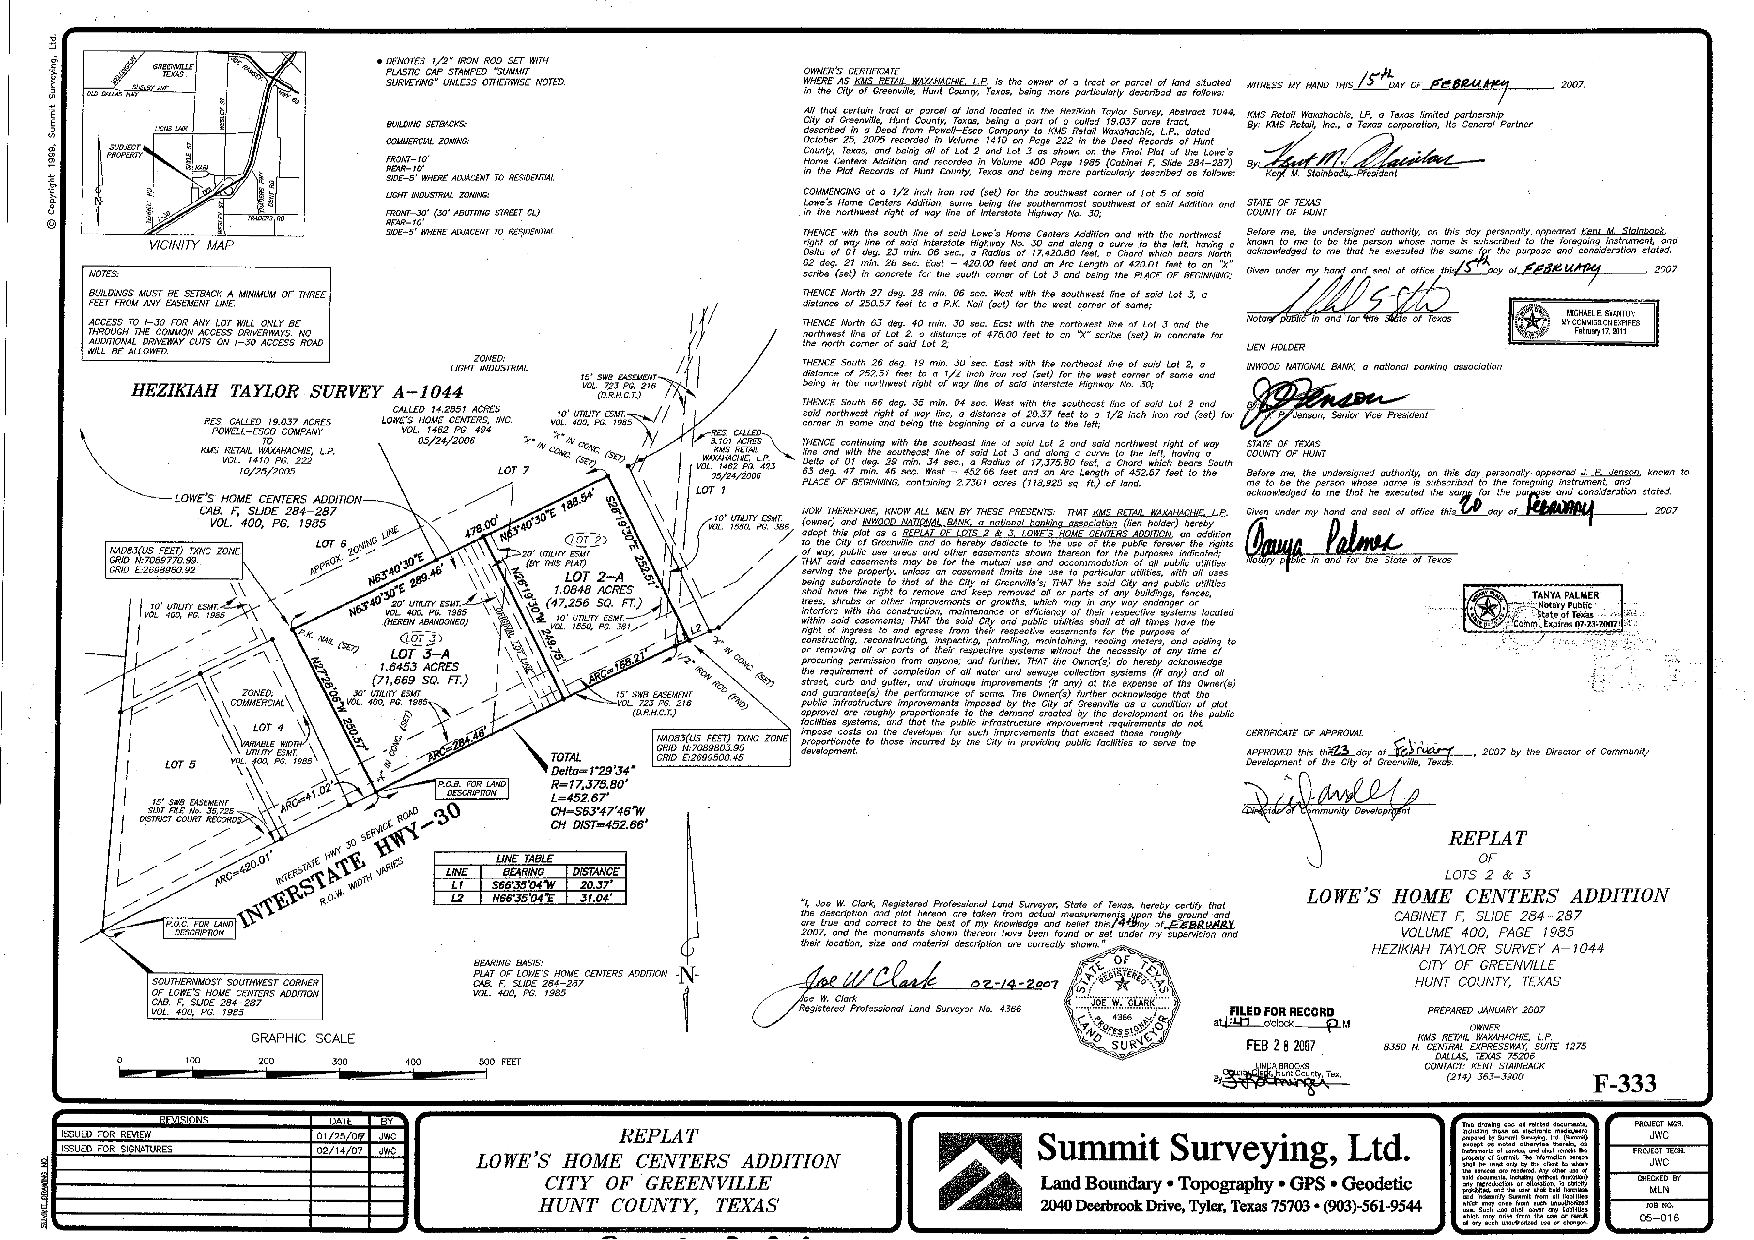 © Copyright 1999, Summit Surveying, Ltd.
GREENVILLE
TEXAS
OLD DALLAS HWY
LIONS LAIR
SUBJECT
PROPERTY
I-30
TRADERS RD
VICINITY MAP
NOTES:
BUILDINGS MUST BE SETBACK A MINIMUM OF THREE
FEET FROM ANY EASEMENT LINE.
ACCESS TO I-30 FOR ANY LOT WILL ONLY BE
THROUGH THE COMMON ACCESS DRIVEWAYS. NO
ADDITIONAL DRIVEWAY CUTS ON I-30 ACCESS ROAD
WILL BE ALLOWED.
• DENOTES 1/2" IRON ROD SET WITH
PLASTIC CAP STAMPED "SUMMIT
SURVEYING" UNLESS OTHERWISE NOTED.
BUILDING SETBACKS:
COMMERCIAL ZONING:
FRONT-10'
REAR-10'
SIDE-5' WHERE ADJACENT TO RESIDENTIAL
LIGHT INDUSTRIAL ZONING:
FRONT-30' (30' ABUTTING STREET CL)
REAR-10'
SIDE-5' WHERE ADJACENT TO RESIDENTIAL
ZONED:
LIGHT INDUSTRIAL
HEZIKIAH TAYLOR SURVEY A-1044
RES CALLED 19.037 ACRES
POWELL-ESCO COMPANY
TO
KMS RETAIL WAXAHACHIE, L.P.
VOL. 1410 PG. 222
10/25/2005
CALLED 14.2951 ACRES
LOWE'S HOME CENTERS, INC.
VOL. 1462 PG. 494
05/24/2006
15' SWB EASEMENT
VOL. 723 PG. 216
(D.R.H.C.T.)
10' UTILITY ESMT.
VOL. 400, PG. 1985
"X" IN CONC. (SET)
"X" IN CONC. (SET)
RES CALLED
3.101 ACRES
KMS RETAIL
WAXAHACHIE, L.P.
VOL. 1462 PG. 423
05/24/2006
LOT 1
LOT 7
LOWE'S HOME CENTERS ADDITION
CAB. F, SLIDE 284-287
VOL. 400, PG. 1985
10' UTILITY ESMT.
VOL. 1550, PG. 386
LOT 6
APPROX. ZONING LINE
478.00'
N63°40'30"E 188.54'
S26°19'30"E 252.51'
NAD83(US FEET) TXNC ZONE
GRID N:7089770.99
GRID E:2698950.92
N63°40'30"E
N63°40'30"E 289.46'
(LOT 2)
20' UTILITY ESMT
(BY THIS PLAT)
LOT 2-A
1.0848 ACRES
(47,256 SQ. FT.)
10' UTILITY ESMT.
VOL. 1550, PG. 381
10' UTILITY ESMT.
VOL. 400, PG. 1985
20' UTILITY ESMT.
VOL. 400, PG. 1985
(HEREIN ABANDONED)
N26°19'30"W 249.75'
ORIGINAL LOT LINE
P.K. NAIL (SET)
(LOT 3)
LOT 3-A
1.6453 ACRES
(71,669 SQ. FT.)
30' UTILITY ESMT
VOL. 400, PG. 1985
N27°28'06"W 250.57'
L1
L2
"X" IN CONC. (SET)
1/2" IRON ROD (FND)
ARC=168.21'
15' SWB EASEMENT
VOL. 723 PG. 216
(D.R.H.C.T.)
ZONED:
COMMERCIAL
LOT 4
VARIABLE WIDTH
UTILITY ESMT.
VOL. 400, PG. 1985
LOT 5
"X" IN CONC. (SET)
ARC=284.46'
NAD83(US FEET) TXNC ZONE
GRID N:7089803.95
GRID E:2699500.45
TOTAL
Delta=1°29'34"
R=17,375.80'
L=452.67'
CH=S63°47'46"W
CH DIST=452.66'
P.O.B. FOR LAND
DESCRIPTION
15' SWB EASEMENT
SUIT FILE No. 35,725
DISTRICT COURT RECORDS
ARC=41.02'
ARC=420.01'
INTERSTATE HWY 30 SERVICE ROAD
INTERSTATE HWY-30
R.O.W. WIDTH VARIES
LINE TABLE
LINE BEARING DISTANCE
L1 S66°35'04"W 20.37'
L2 N66°35'04"E 31.04'
P.O.C. FOR LAND
DESCRIPTION
SOUTHERNMOST SOUTHWEST CORNER
OF LOWE'S HOME CENTERS ADDITION
CAB. F, SLIDE 284-287
VOL. 400, PG. 1985
BEARING BASIS:
PLAT OF LOWE'S HOME CENTERS ADDITION
CAB. F, SLIDE 284-287
VOL. 400, PG. 1985
-N-
GRAPHIC SCALE
0 100 200 300 400 500 FEET
OWNER'S CERTIFICATE
WHERE AS KMS RETAIL WAXAHACHIE, L.P. is the owner of a tract or parcel of land situated
in the City of Greenville, Hunt County, Texas, being more particularly described as follows:
All that certain tract or parcel of land located in the Hezikiah Taylor Survey, Abstract 1044,
City of Greenville, Hunt County, Texas, being a part of a called 19.037 acre tract,
described in a Deed from Powell-Esco Company to KMS Retail Waxahachie, L.P., dated
October 25, 2005 recorded in Volume 1410 on Page 222 in the Deed Records of Hunt
County, Texas, and being all of Lot 2 and Lot 3 as shown on the Final Plat of the Lowe's
Home Centers Addition and recorded in Volume 400 Page 1985 (Cabinet F, Slide 284-287)
in the Plat Records of Hunt County, Texas and being more particularly described as follows:
COMMENCING at a 1/2 inch iron rod (set) for the southwest corner of Lot 5 of said
Lowe's Home Centers Addition, same being the southernmost southwest of said Addition and
in the northwest right of way line of Interstate Highway No. 30;
THENCE with the south line of said Lowe's Home Centers Addition and with the northwest
right of way line of said Interstate Highway No. 30 and along a curve to the left, having a
Delta of 01 deg. 23 min. 06 sec., a Radius of 17,420.80 feet, a Chord which bears North
62 deg. 21 min. 26 sec. East - 420.00 feet and an Arc Length of 420.01 feet to an "X"
scribe (set) in concrete for the south corner of Lot 3 and being the PLACE OF BEGINNING;
THENCE North 27 deg. 28 min. 06 sec. West with the southwest line of said Lot 3, a
distance of 250.57 feet to a P.K. Nail (set) for the west corner of same;
THENCE North 63 deg. 40 min. 30 sec. East with the northwest line of Lot 3 and the
northwest line of Lot 2, a distance of 478.00 feet to an "X" scribe (set) in concrete for
the north corner of said Lot 2;
THENCE South 26 deg. 19 min. 30 sec. East with the northeast line of said Lot 2, a
distance of 252.51 feet to a 1/2 inch iron rod (set) for the west corner of same and
being in the northwest right of way line of said interstate Highway No. 30;
THENCE South 66 deg. 35 min. 04 sec. West with the southeast line of said Lot 2 and
said northwest right of way line, a distance of 20.37 feet to a 1/2 inch iron rod (set) for
corner in same and being the beginning of a curve to the left;
THENCE continuing with the southeast line of said Lot 2 and said northwest right of way
line and with the southeast line of said Lot 3 and along a curve to the left, having a
Delta of 01 deg. 29 min. 34 sec., a Radius of 17,375.80 feet, a Chord which bears South
63 deg. 47 min. 46 sec. West - 452.66 feet and an Arc Length of 452.67 feet to the
PLACE OF BEGINNING, containing 2.7301 acres (118,925 sq. ft.) of land.
NOW THEREFORE, KNOW ALL MEN BY THESE PRESENTS: THAT KMS RETAIL WAXAHACHIE, L.P.
(owner) and INWOOD NATIONAL BANK, a national banking association (lien holder) hereby
adopt this plat as a REPLAT OF LOTS 2 & 3, LOWE'S HOME CENTERS ADDITION, an addition
to the City of Greenville and do hereby dedicate to the use of the public forever the rights
of way, public use areas and other easements shown thereon for the purposes indicated;
THAT said easements may be for the mutual use and accommodation of all public utilities
serving the property, unless an easement limits the use to particular utilities, with all uses
being subordinate to that of the City of Greenville's; THAT the said City and public utilities
shall have the right to remove and keep removed all or parts of any buildings, fences,
trees, shrubs or other improvements or growths, which may in any way endanger or
interfere with the construction, maintenance or efficiency of their respective systems located
within said easements; THAT the said City and public utilities shall at all times have the
right of ingress to and egress from their respective easements for the purpose of
constructing, reconstructing, inspecting, patrolling, maintaining, reading meters, and adding to
or removing all or parts of their respective systems without the necessity at any time of
procuring permission from anyone; and further, THAT the Owner(s) do hereby acknowledge
the requirement of completion of all water and sewage collection systems (if any) and all
street, curb and gutter, and drainage improvements (if any) at the expense of the Owner(s)
and guarantee(s) the performance of same. The Owner(s) further acknowledge that the
public infrastructure improvements imposed by the City of Greenville as a condition of plat
approval are roughly proportionate to the demand created by the development on the public
facilities systems, and that the public infrastructure improvement requirements do not
impose costs on the developer for such improvements that exceed those roughly
proportionate to those incurred by the City in providing public facilities to serve the
development.
"I, Joe W. Clark, Registered Professional Land Surveyor, State of Texas, hereby certify that
the description and plat hereon are taken from actual measurements upon the ground and
are true and correct to the best of my knowledge and belief this 14th day of FEBRUARY
2007, and the monuments shown thereon have been found or set under my supervision and
their location, size and material description are correctly shown."
Joe W Clark 02-14-2007
Joe W. Clark
Registered Professional Land Surveyor No. 4366
STATE OF TEXAS
REGISTERED
JOE W. CLARK
4366
PROFESSIONAL
LAND SURVEYOR
WITNESS MY HAND THIS 15th DAY OF FEBRUARY, 2007.
KMS Retail Waxahachie, LP, a Texas limited partnership
By: KMS Retail, Inc., a Texas corporation, Its General Partner
By: Kent M. Stainback
Kent M. Stainback, President
STATE OF TEXAS
COUNTY OF HUNT
Before me, the undersigned authority, on this day personally appeared Kent M. Stainback,
known to me to be the person whose name is subscribed to the foregoing instrument, and
acknowledged to me that he executed the same for the purpose and consideration stated.
Given under my hand and seal of office this 15th day of FEBRUARY, 2007
Notary public in and for the State of Texas
MICHAEL E. SVANTON
MY COMMISSION EXPIRES
February 17, 2011
LIEN HOLDER
INWOOD NATIONAL BANK, a national banking association
By: JP Jenson
J. P. Jenson, Senior Vice President
STATE OF TEXAS
COUNTY OF HUNT
Before me, the undersigned authority, on this day personally appeared J. P. Jenson, known to
me to be the person whose name is subscribed to the foregoing instrument, and
acknowledged to me that he executed the same for the purpose and consideration stated.
Given under my hand and seal of office this 20 day of FEBRUARY, 2007
Tanya Palmer
Notary public in and for the State of Texas
TANYA PALMER
Notary Public
State of Texas
Comm. Expires 07-23-2007
CERTIFICATE OF APPROVAL
APPROVED this the 23 day of February, 2007 by the Director of Community
Development of the City of Greenville, Texas.
Director of Community Development
REPLAT
OF
LOTS 2 & 3
LOWE'S HOME CENTERS ADDITION
CABINET F, SLIDE 284-287
VOLUME 400, PAGE 1985
HEZIKIAH TAYLOR SURVEY A-1044
CITY OF GREENVILLE
HUNT COUNTY, TEXAS
PREPARED JANUARY 2007
OWNER
KMS RETAIL WAXAHACHIE, L.P.
8350 N. CENTRAL EXPRESSWAY, SUITE 1275
DALLAS, TEXAS 75206
CONTACT: KENT STAINBACK
(214) 363-3900
FILED FOR RECORD
at 1:47 o'clock P M
FEB 28 2007
LINDA BROOKS
County Clerk, Hunt County, Tex.
By
F-333
REVISIONS DATE BY
ISSUED FOR REVIEW 01/25/07 JWC
ISSUED FOR SIGNATURES 02/14/07 JWC
REPLAT
LOWE'S HOME CENTERS ADDITION
CITY OF GREENVILLE
HUNT COUNTY, TEXAS
Summit Surveying, Ltd.
Land Boundary • Topography • GPS • Geodetic
2040 Deerbrook Drive, Tyler, Texas 75703 • (903)-561-9544
PROJECT MGR.
JWC
PROJECT TECH.
JWC
CHECKED BY
MLN
JOB NO.
05-016